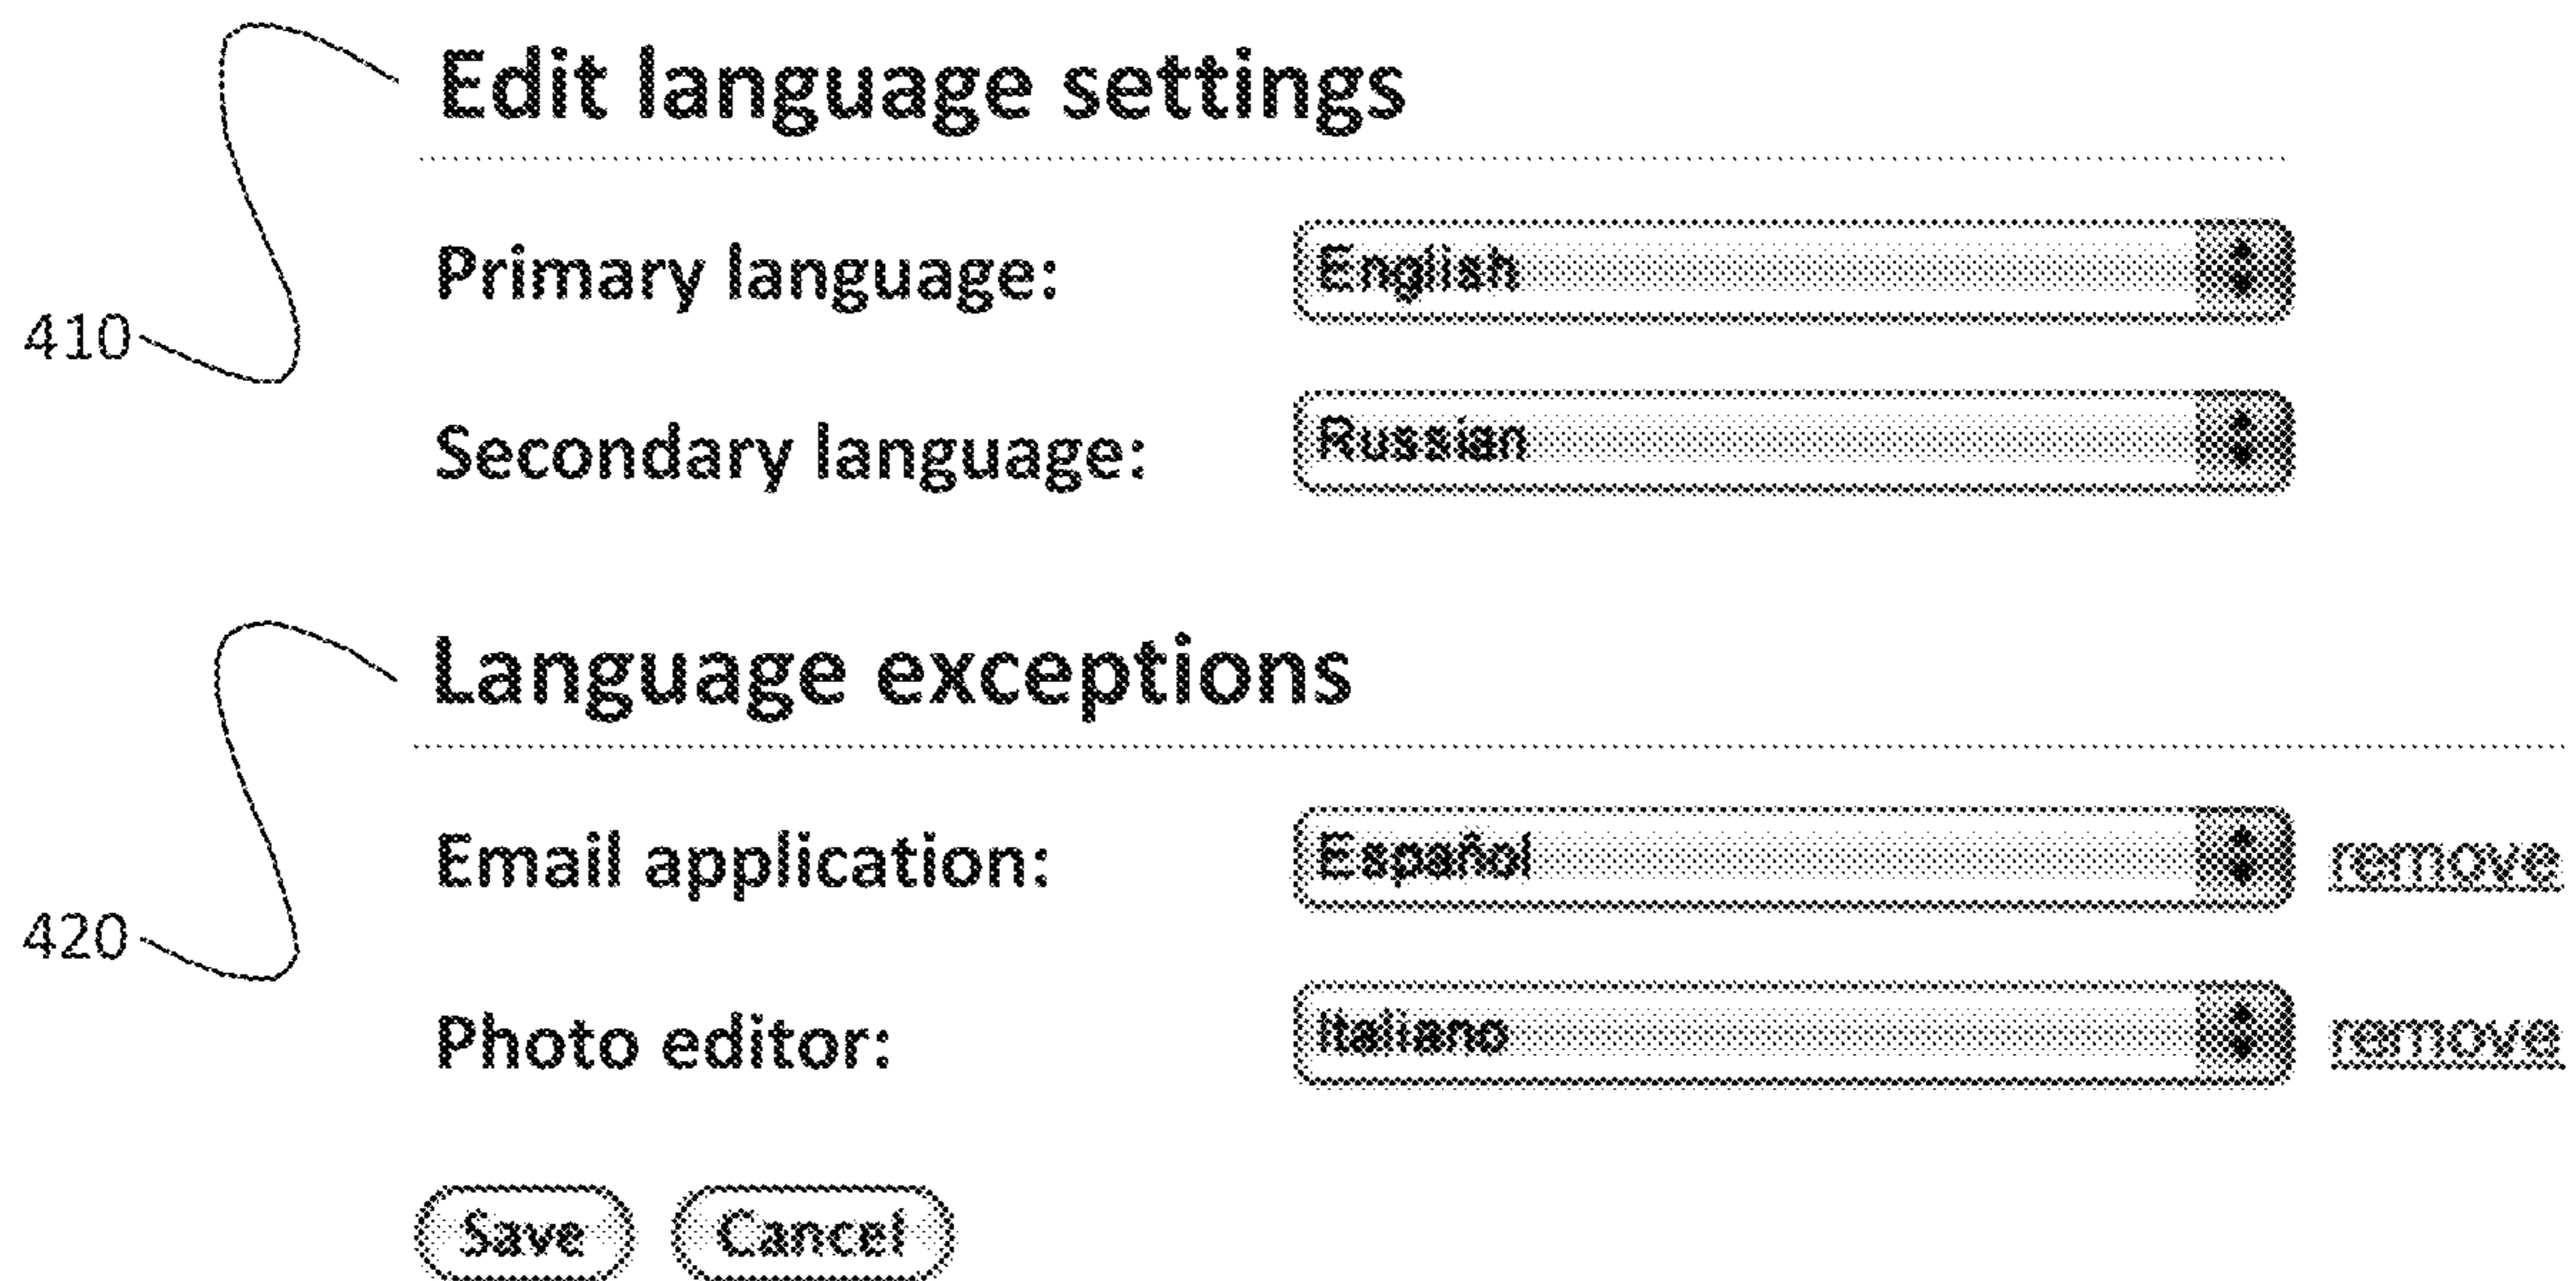 Edit language settings
Primary language: English
410
Secondary language: Russian
Language exceptions
Email application: Español remove
420
Photo editor: Italiano remove
Save Cancel